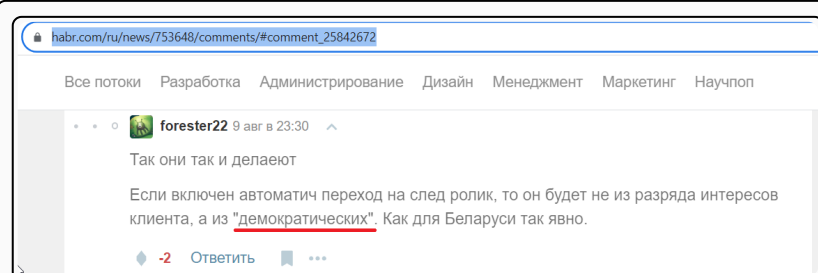 habr.com/ru/news/753648/comments/#comment_25842672
Все потоки Разработка Администрирование Дизайн Менеджмент Маркетинг Научпоп
forester22 9 авг в 23:30
Так они так и делаеют
Если включен автоматич переход на след ролик, то он будет не из разряда интересов
клиента, а из "демократических". Как для Беларуси так явно.
-2 Ответить